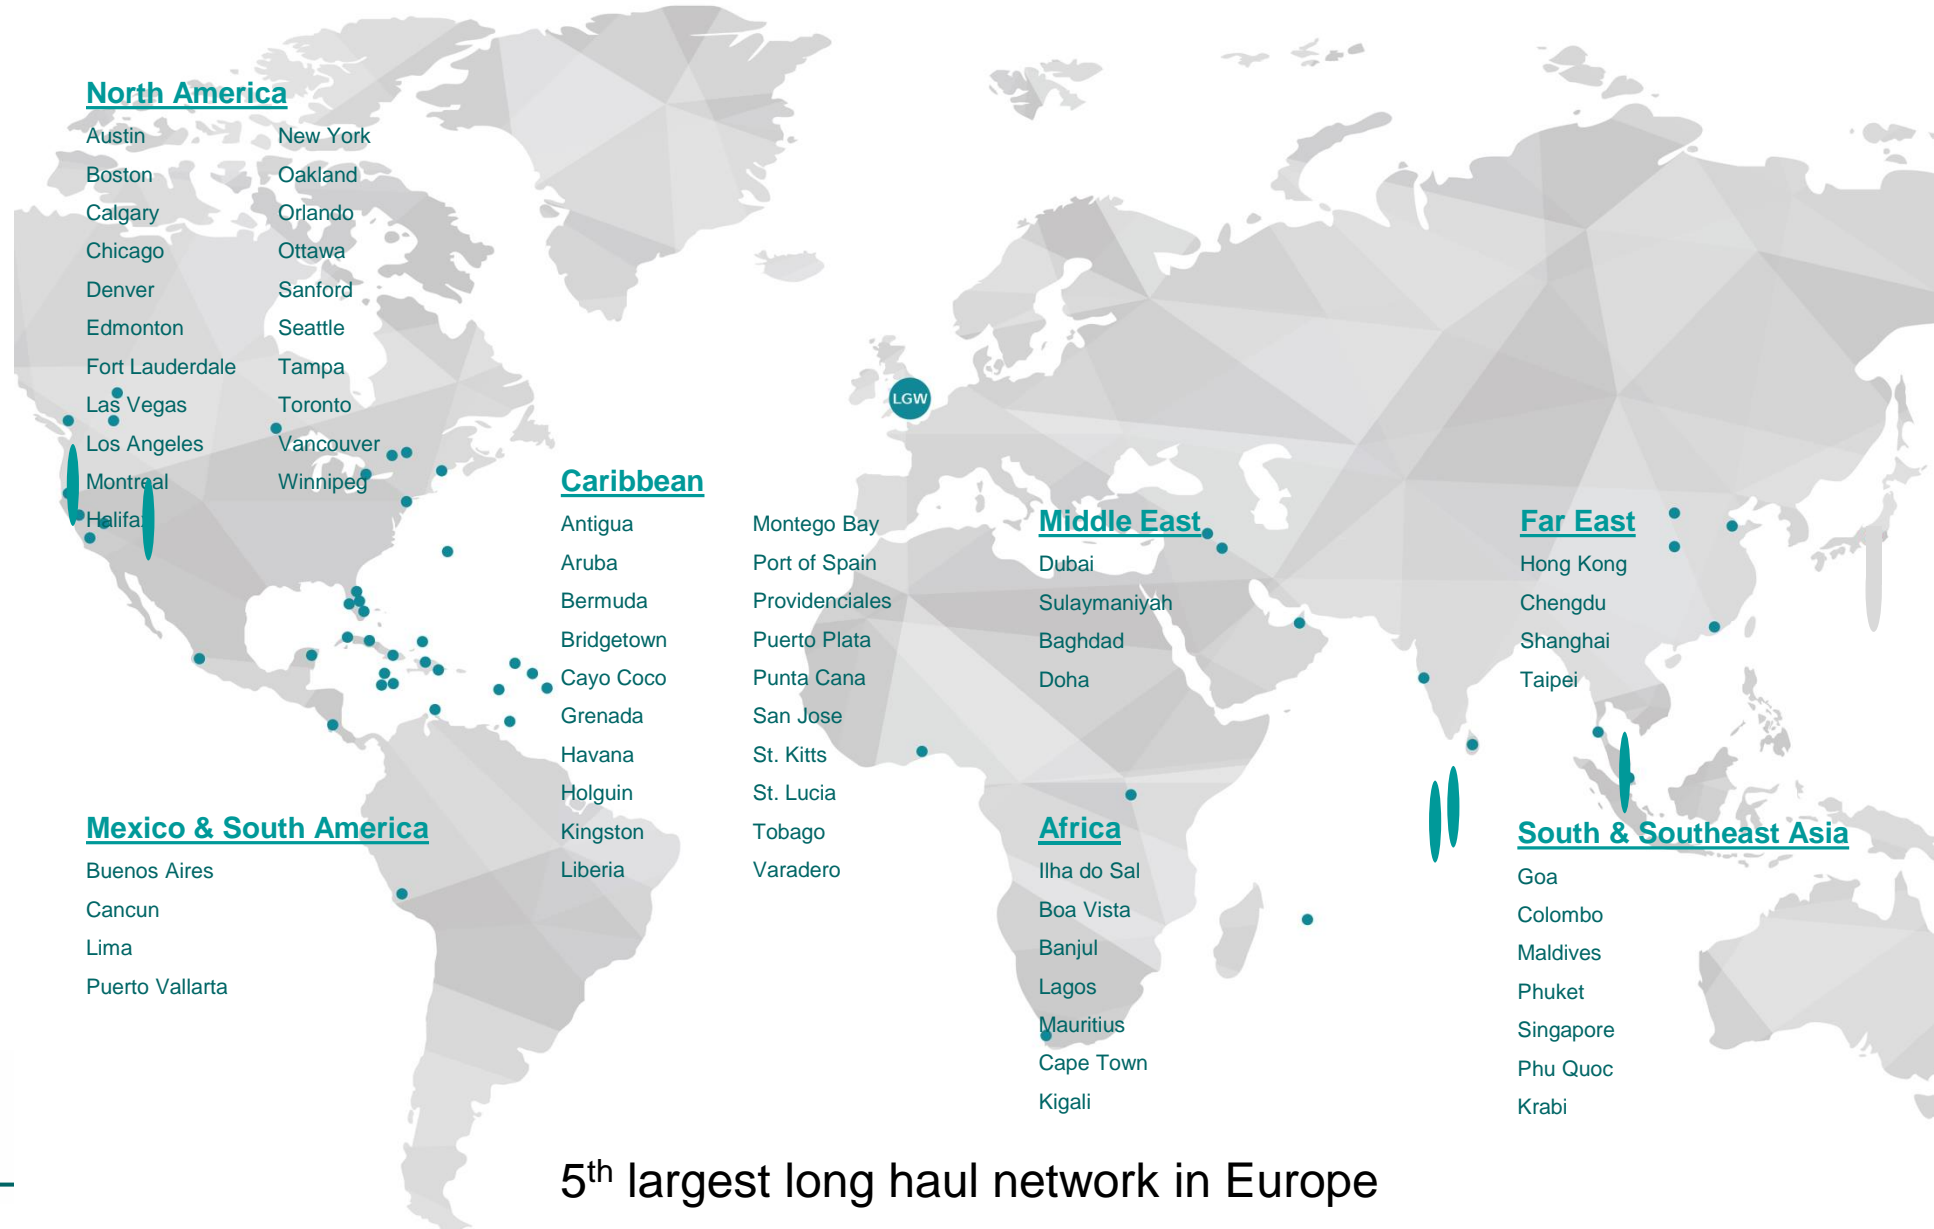 North America
Austin
Boston
Calgary
Chicago
Denver
Edmonton
Fort Lauderdale
Las Vegas
Los Angeles
Montreal
Halifax
New York
Oakland
Orlando
Ottawa
Sanford
Seattle
Tampa
Toronto
Vancouver
Winnipeg
LGW
Caribbean
Antigua
Aruba
Bermuda
Bridgetown
Cayo Coco
Grenada
Havana
Holguin
Kingston
Liberia
Montego Bay
Port of Spain
Providenciales
Puerto Plata
Punta Cana
San Jose
St. Kitts
St. Lucia
Tobago
Varadero
Middle East
Dubai
Sulaymaniyah
Baghdad
Doha
Far East
Hong Kong
Chengdu
Shanghai
Taipei
Mexico & South America
Buenos Aires
Cancun
Lima
Puerto Vallarta
Africa
Ilha do Sal
Boa Vista
Banjul
Lagos
Mauritius
Cape Town
Kigali
South & Southeast Asia
Goa
Colombo
Maldives
Phuket
Singapore
Phu Quoc
Krabi
5th largest long haul network in Europe